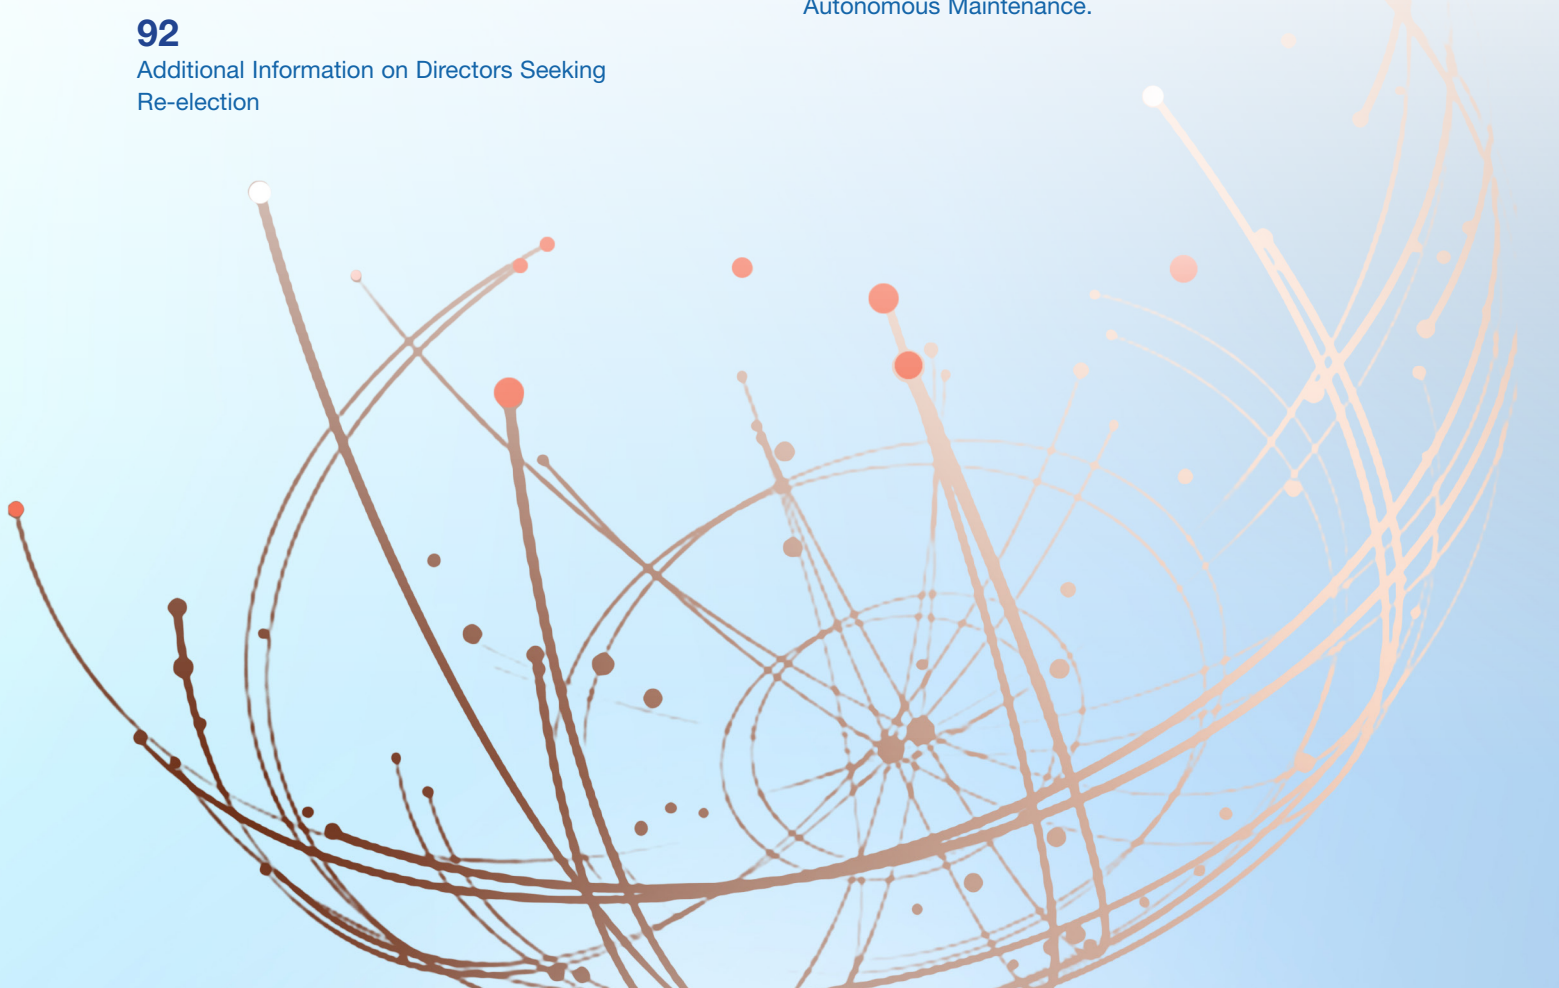 Autonomous Maintenance.
92
Additional Information on Directors Seeking
Re-election